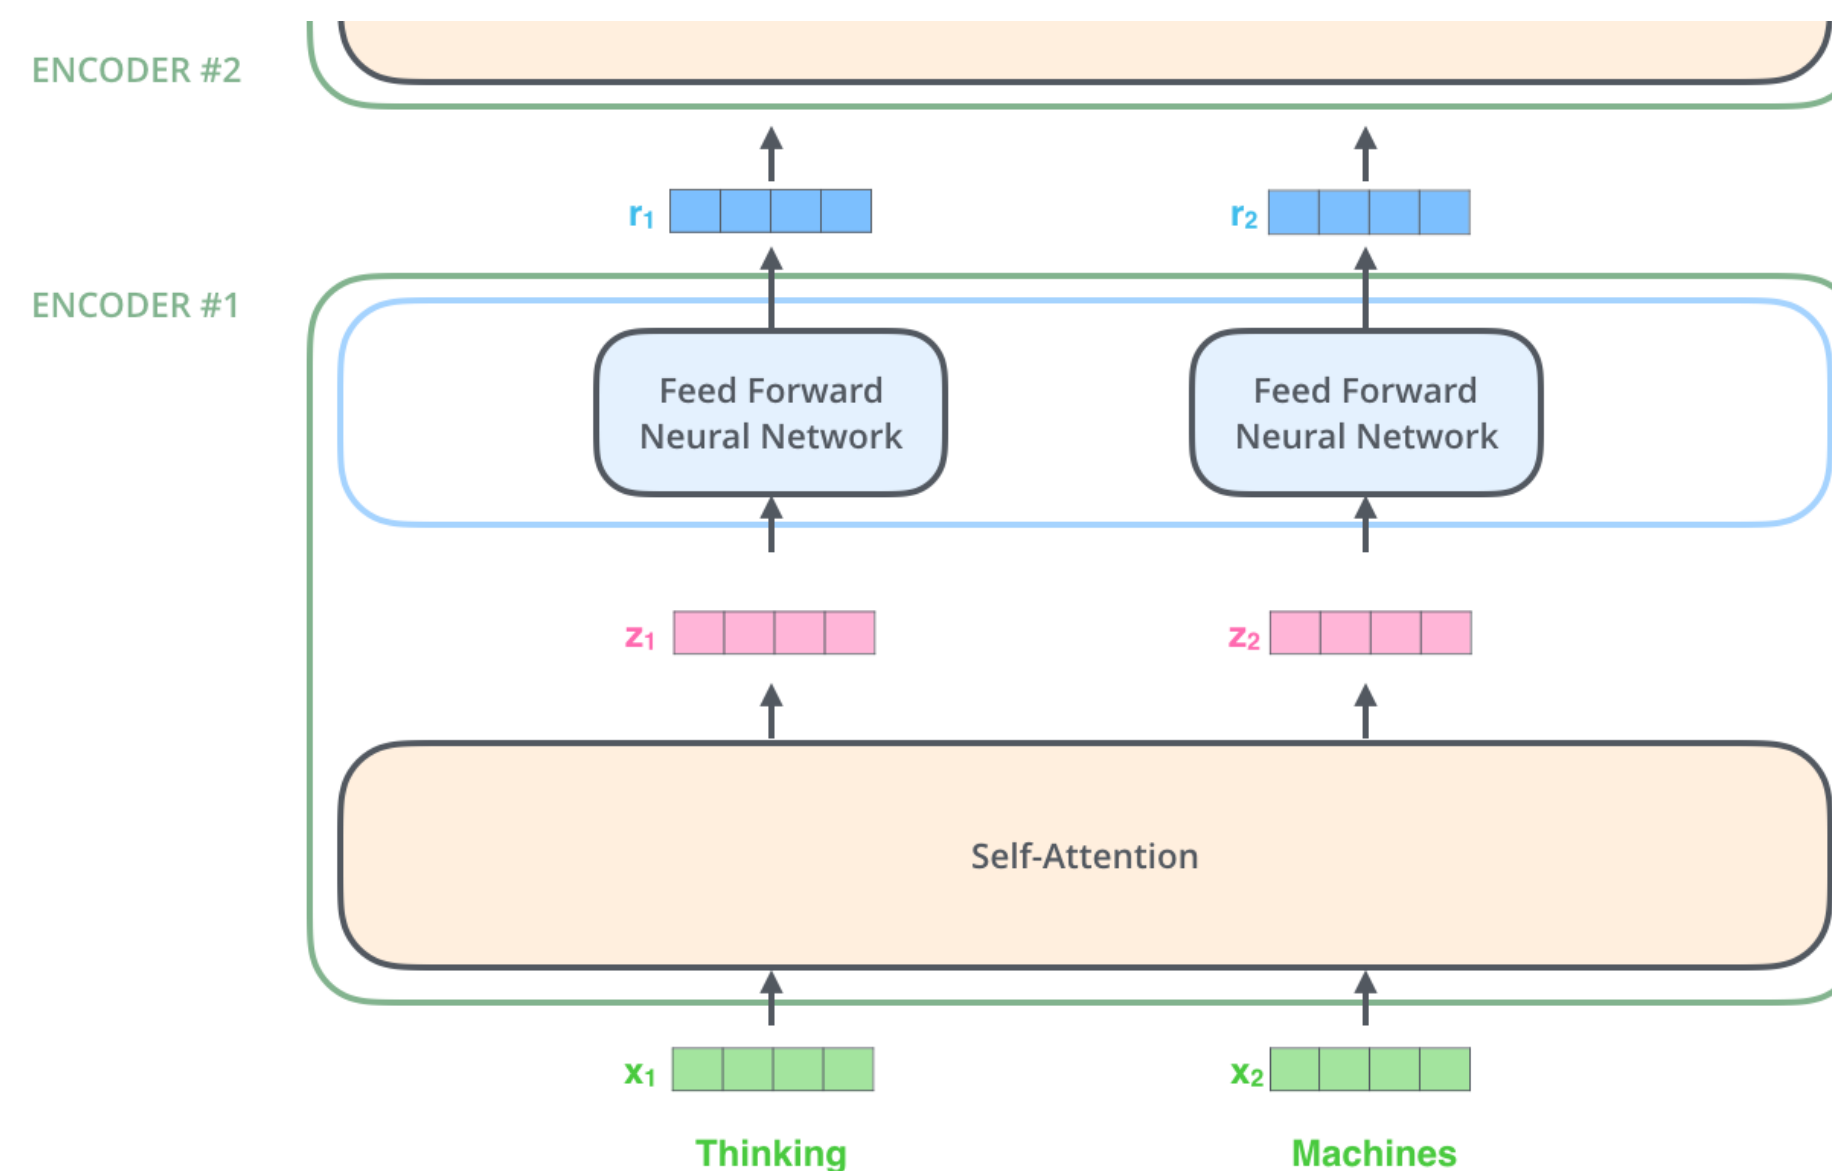 ENCODER #2
r1
r2
ENCODER #1
Feed Forward
Neural Network
Feed Forward
Neural Network
z1
z2
Self-Attention
x1
x2
Thinking
Machines